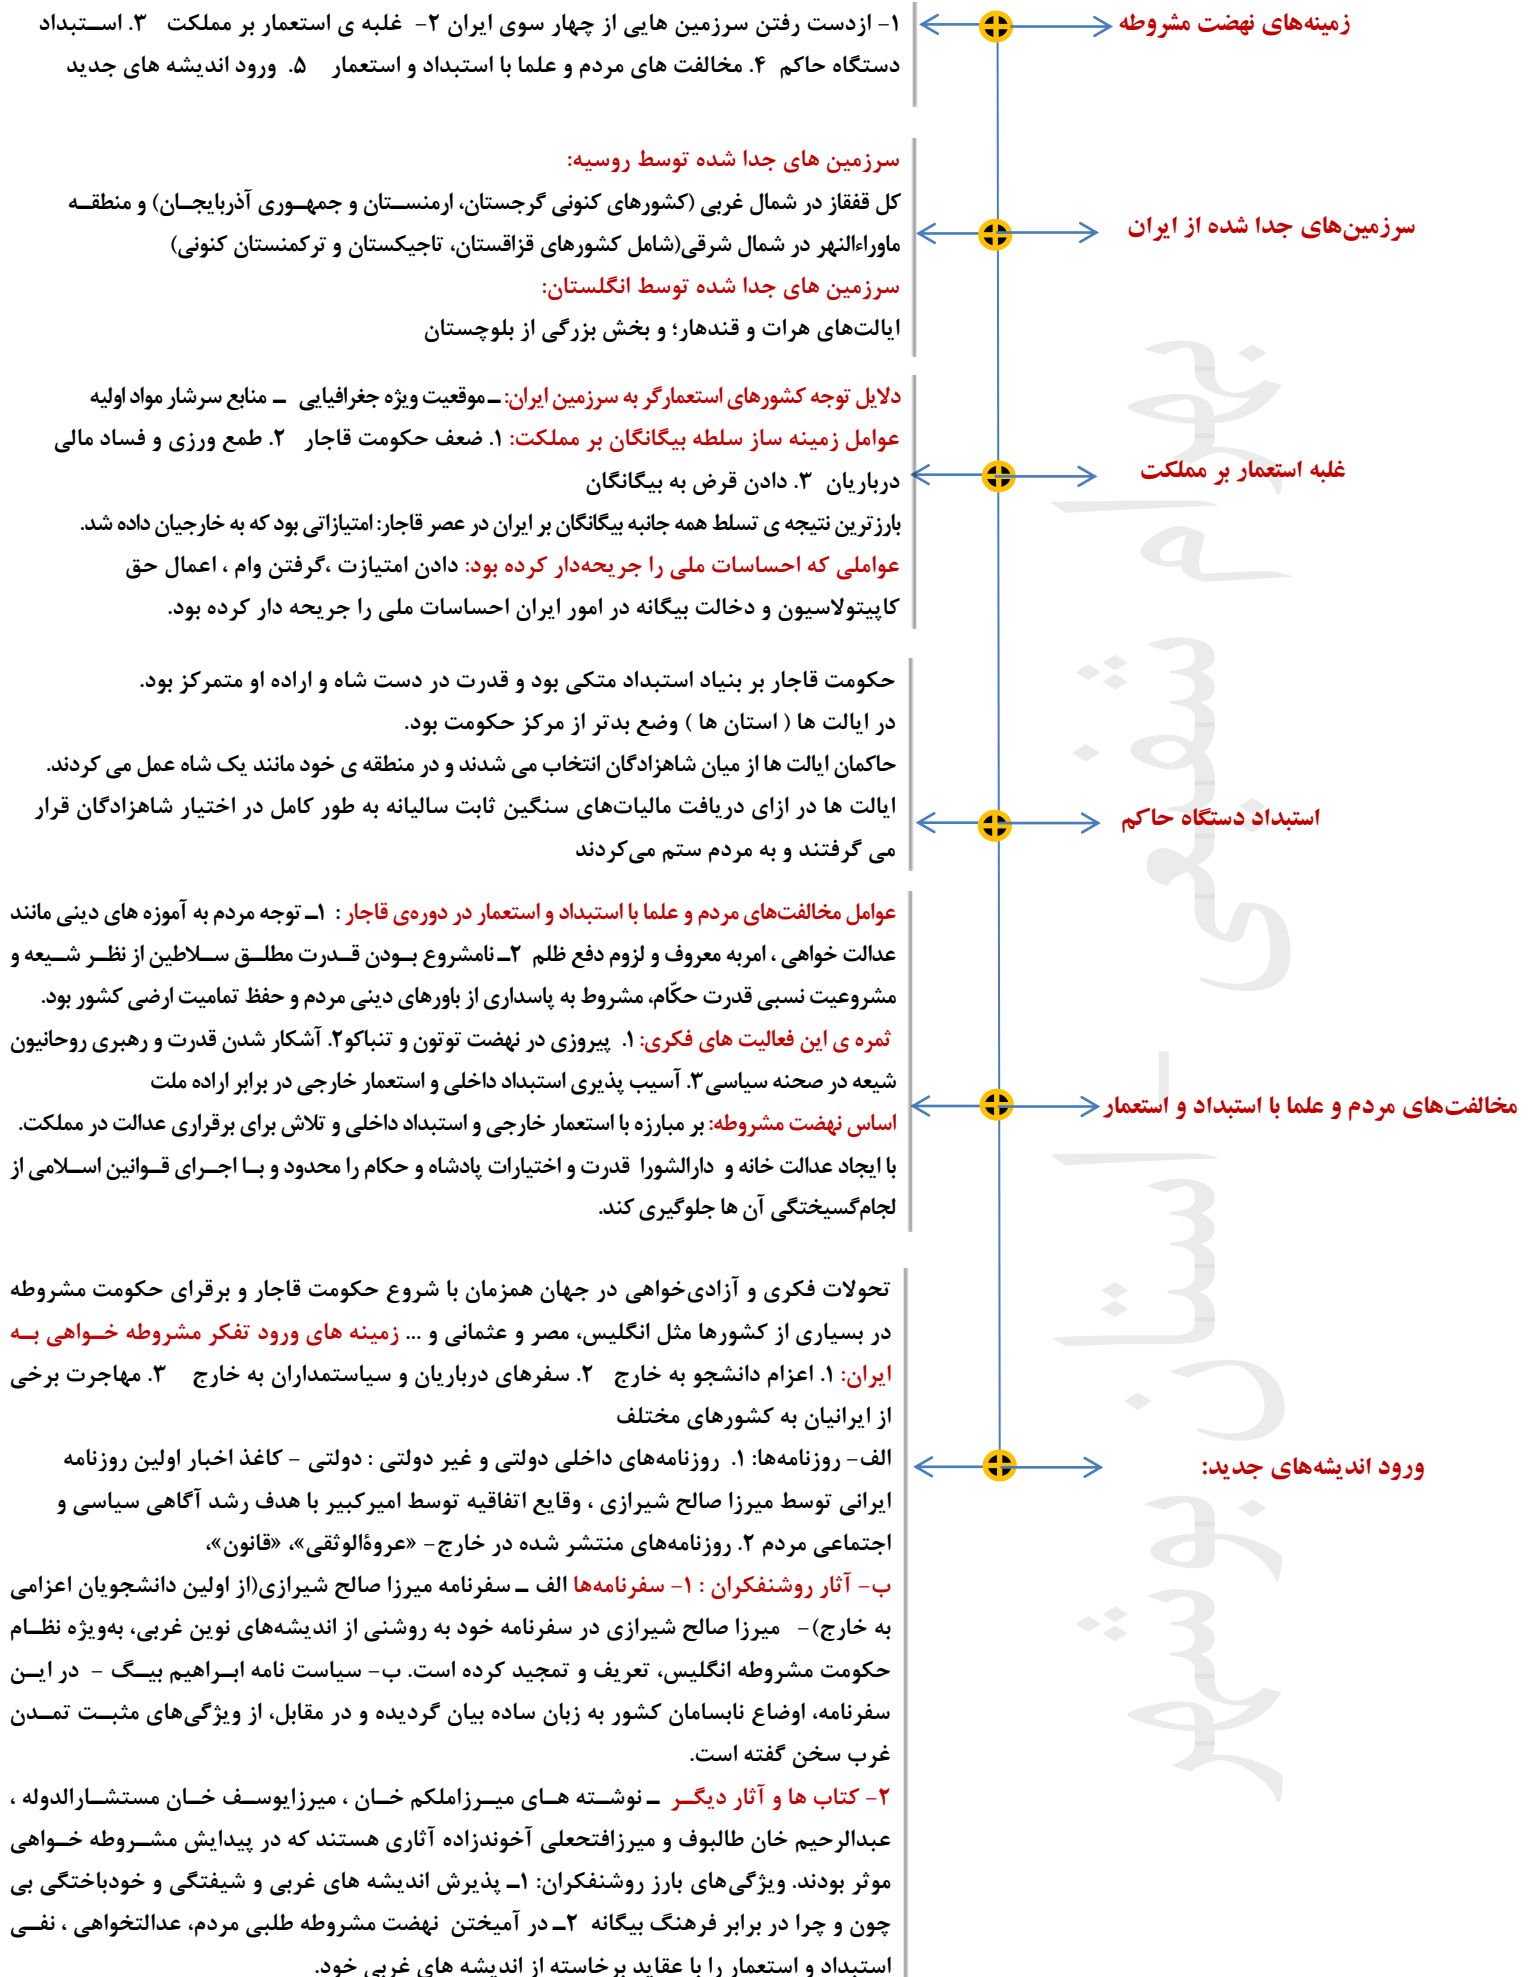 زمینه‌های نهضت مشروطه
۱- ازدست رفتن سرزمین هایی از چهار سوی ایران ۲- غلبه ی استعمار بر مملکت ۳. استبداد
دستگاه حاکم ۴. مخالفت های مردم و علما با استبداد و استعمار ۵. ورود اندیشه های جدید
سرزمین‌های جدا شده از ایران
سرزمین های جدا شده توسط روسیه:
کل قفقاز در شمال غربی (کشورهای کنونی گرجستان، ارمنستان و جمهوری آذربایجان) و منطقه
ماوراءالنهر در شمال شرقی(شامل کشورهای قزاقستان، تاجیکستان و ترکمنستان کنونی)
سرزمین های جدا شده توسط انگلستان:
ایالت‌های هرات و قندهار؛ و بخش بزرگی از بلوچستان
غلبه استعمار بر مملکت
دلایل توجه کشورهای استعمارگر به سرزمین ایران: ـ موقعیت ویژه جغرافیایی ـ منابع سرشار مواد اولیه
عوامل زمینه ساز سلطه بیگانگان بر مملکت: ۱. ضعف حکومت قاجار ۲. طمع ورزی و فساد مالی
درباریان ۳. دادن قرض به بیگانگان
بارزترین نتیجه ی تسلط همه جانبه بیگانگان بر ایران در عصر قاجار: امتیازاتی بود که به خارجیان داده شد.
عواملی که احساسات ملی را جریحه‌دار کرده بود: دادن امتیازت ،گرفتن وام ، اعمال حق
کاپیتولاسیون و دخالت بیگانه در امور ایران احساسات ملی را جریحه دار کرده بود.
استبداد دستگاه حاکم
حکومت قاجار بر بنیاد استبداد متکی بود و قدرت در دست شاه و اراده او متمرکز بود.
در ایالت ها ( استان ها ) وضع بدتر از مرکز حکومت بود.
حاکمان ایالت ها از میان شاهزادگان انتخاب می شدند و در منطقه ی خود مانند یک شاه عمل می کردند.
ایالت ها در ازای دریافت مالیات‌های سنگین ثابت سالیانه به طور کامل در اختیار شاهزادگان قرار
می گرفتند و به مردم ستم می‌کردند
مخالفت‌های مردم و علما با استبداد و استعمار
عوامل مخالفت‌های مردم و علما با استبداد و استعمار در دوره‌ی قاجار : ۱ـ توجه مردم به آموزه های دینی مانند
عدالت خواهی ، امربه معروف و لزوم دفع ظلم ۲ـ نامشروع بودن قدرت مطلق سلاطین از نظر شیعه و
مشروعیت نسبی قدرت حکّام، مشروط به پاسداری از باورهای دینی مردم و حفظ تمامیت ارضی کشور بود.
ثمره ی این فعالیت های فکری: ۱. پیروزی در نهضت توتون و تنباکو۲. آشکار شدن قدرت و رهبری روحانیون
شیعه در صحنه سیاسی۳. آسیب پذیری استبداد داخلی و استعمار خارجی در برابر اراده ملت
اساس نهضت مشروطه: بر مبارزه با استعمار خارجی و استبداد داخلی و تلاش برای برقراری عدالت در مملکت.
با ایجاد عدالت خانه و دارالشورا قدرت و اختیارات پادشاه و حکام را محدود و با اجرای قوانین اسلامی از
لجام‌گسیختگی آن ها جلوگیری کند.
ورود اندیشه‌های جدید:
تحولات فکری و آزادی‌خواهی در جهان همزمان با شروع حکومت قاجار و برقرای حکومت مشروطه
در بسیاری از کشورها مثل انگلیس، مصر و عثمانی و ... زمینه های ورود تفکر مشروطه خواهی به
ایران: ۱. اعزام دانشجو به خارج ۲. سفرهای درباریان و سیاستمداران به خارج ۳. مهاجرت برخی
از ایرانیان به کشورهای مختلف
الف- روزنامه‌ها: ۱. روزنامه‌های داخلی دولتی و غیر دولتی : دولتی - کاغذ اخبار اولین روزنامه
ایرانی توسط میرزا صالح شیرازی ، وقایع اتفاقیه توسط امیرکبیر با هدف رشد آگاهی سیاسی و
اجتماعی مردم ۲. روزنامه‌های منتشر شده در خارج- «عروةالوثقی»، «قانون»،
ب- آثار روشنفکران : ۱- سفرنامه‌ها الف ـ سفرنامه میرزا صالح شیرازی(از اولین دانشجویان اعزامی
به خارج)- میرزا صالح شیرازی در سفرنامه خود به روشنی از اندیشه‌های نوین غربی، به‌ویژه نظام
حکومت مشروطه انگلیس، تعریف و تمجید کرده است. ب- سیاست نامه ابراهیم بیگ - در این
سفرنامه، اوضاع نابسامان کشور به زبان ساده بیان گردیده و در مقابل، از ویژگی‌های مثبت تمدن
غرب سخن گفته است.
۲- کتاب ها و آثار دیگر ـ نوشته های میرزاملکم خان ، میرزایوسف خان مستشارالدوله ،
عبدالرحیم خان طالبوف و میرزافتحعلی آخوندزاده آثاری هستند که در پیدایش مشروطه خواهی
موثر بودند. ویژگی‌های بارز روشنفکران: ۱ـ پذیرش اندیشه های غربی و شیفتگی و خودباختگی بی
چون و چرا در برابر فرهنگ بیگانه ۲ـ در آمیختن نهضت مشروطه طلبی مردم، عدالتخواهی ، نفی
استبداد و استعمار را با عقاید برخاسته از اندیشه های غربی خود.
بهرام شفیعی – استان بوشهر